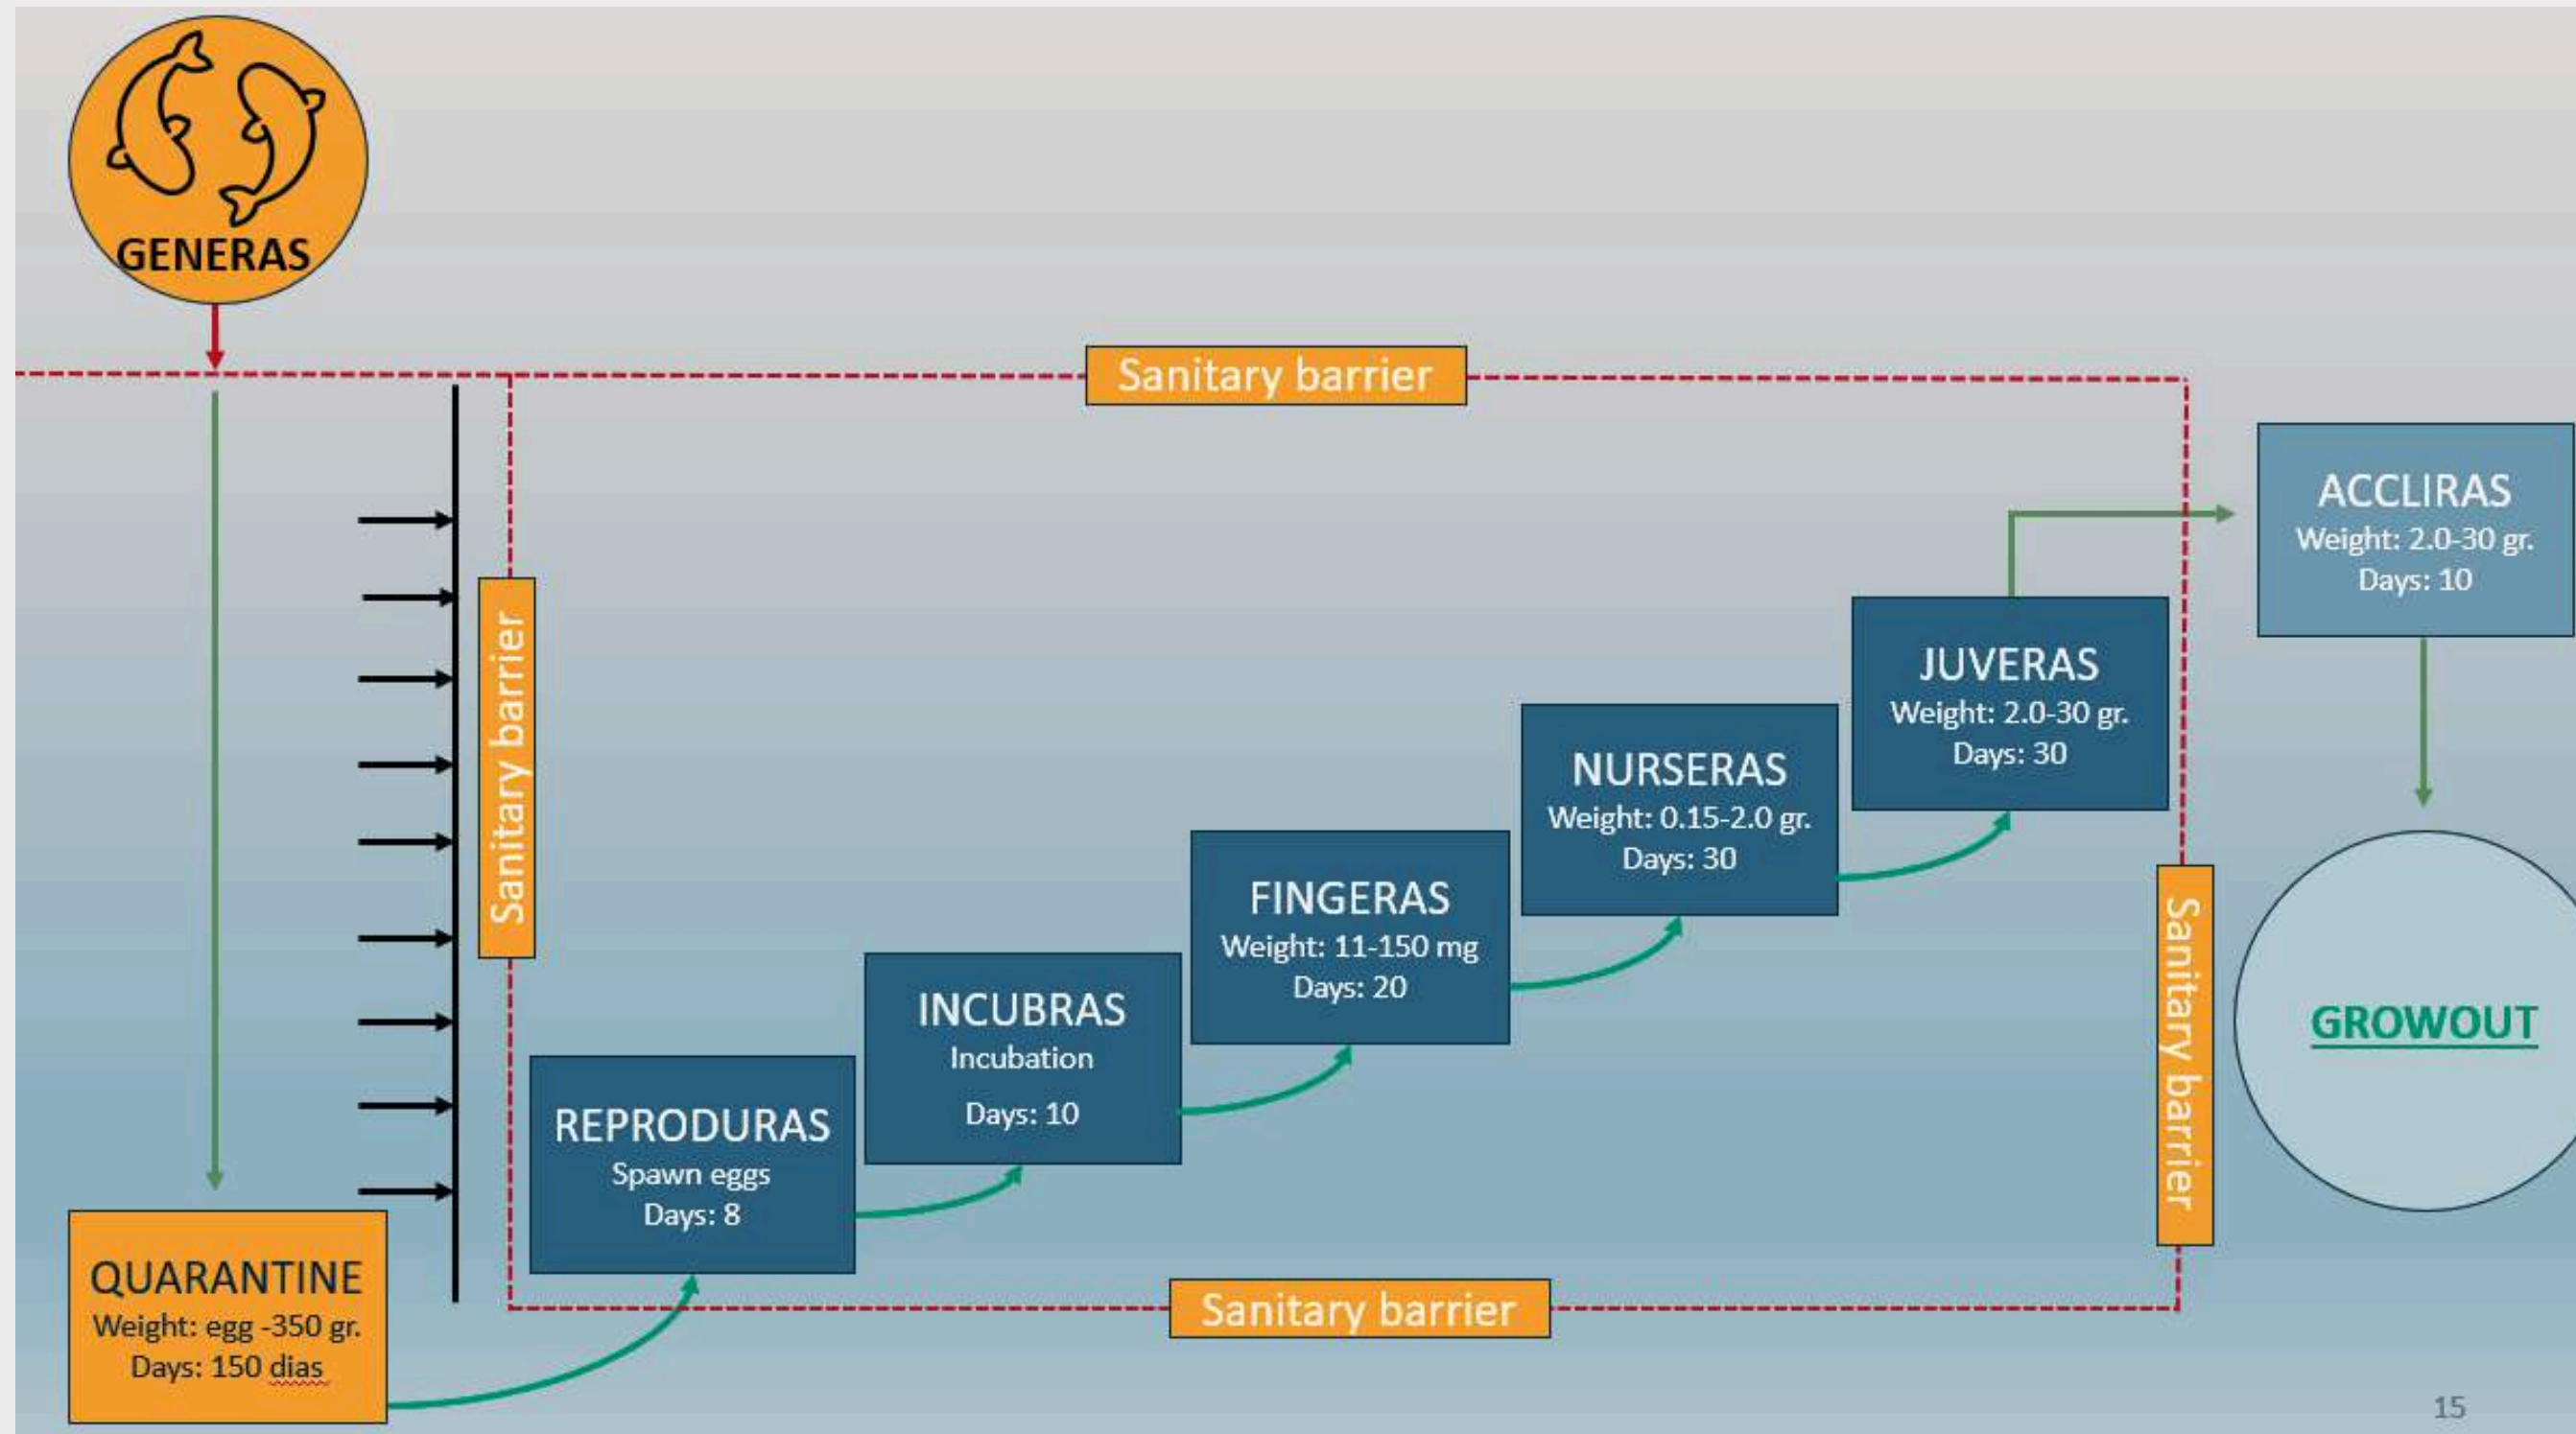 GENERAS
Sanitary barrier
Sanitary barrier
QUARANTINE
Weight: egg -350 gr.
Days: 150 dias
REPRODURAS
Spawn eggs
Days: 8
INCUBRAS
Incubation
Days: 10
FINGERAS
Weight: 11-150 mg
Days: 20
NURSERAS
Weight: 0.15-2.0 gr.
Days: 30
JUVERAS
Weight: 2.0-30 gr.
Days: 30
ACCLIRAS
Weight: 2.0-30 gr.
Days: 10
Sanitary barrier
GROWOUT
Sanitary barrier
15